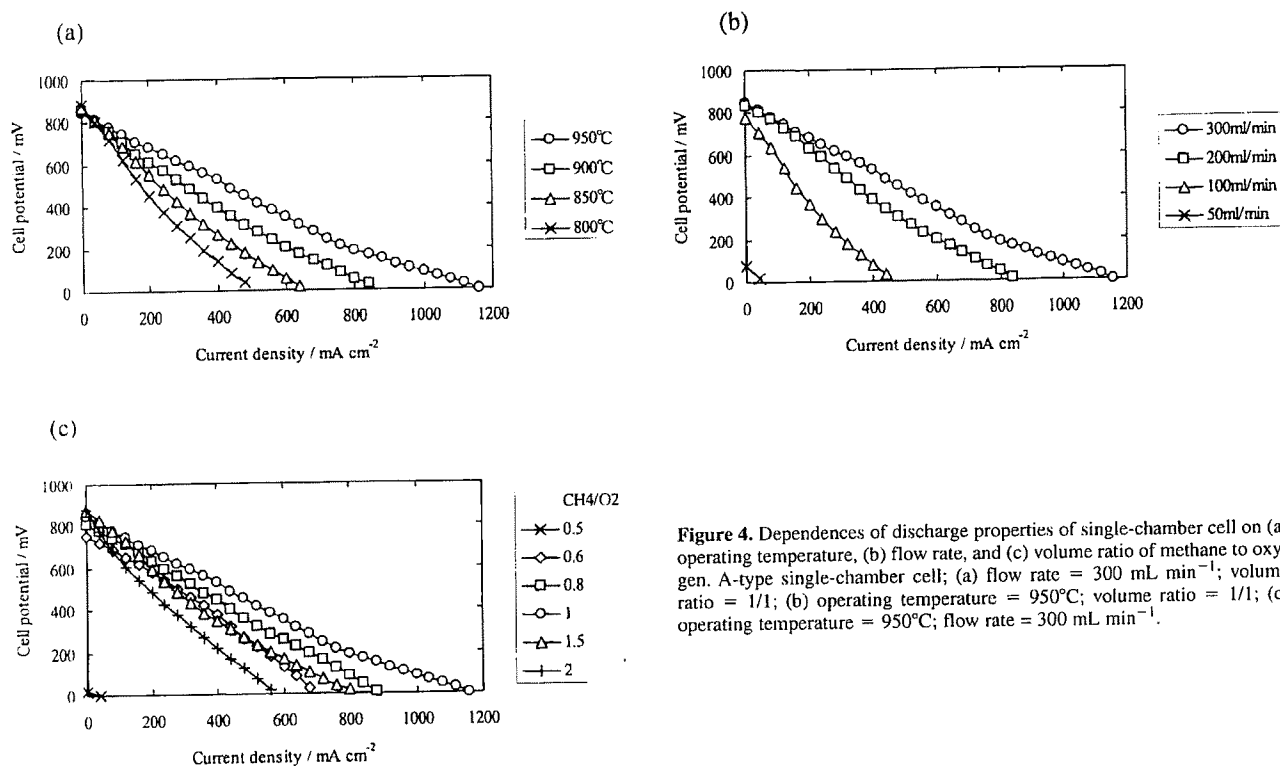 (a)
1000
800
600
400
200
0
Cell potential / mV
0 200 400 600 800 1000 1200
Current density / mA cm⁻²
950°C
900°C
850°C
800°C
(b)
1000
800
600
400
200
0
Cell potential / mV
0 200 400 600 800 1000 1200
Current density / mA cm⁻²
300ml/min
200ml/min
100ml/min
50ml/min
(c)
1000
800
600
400
200
0
Cell potential / mV
0 200 400 600 800 1000 1200
Current density / mA cm⁻²
CH4/O2
0.5
0.6
0.8
1
1.5
2
Figure 4. Dependences of discharge properties of single-chamber cell on (a
operating temperature, (b) flow rate, and (c) volume ratio of methane to oxy
gen. A-type single-chamber cell; (a) flow rate = 300 mL min⁻¹; volum
ratio = 1/1; (b) operating temperature = 950°C; volume ratio = 1/1; (c
operating temperature = 950°C; flow rate = 300 mL min⁻¹.